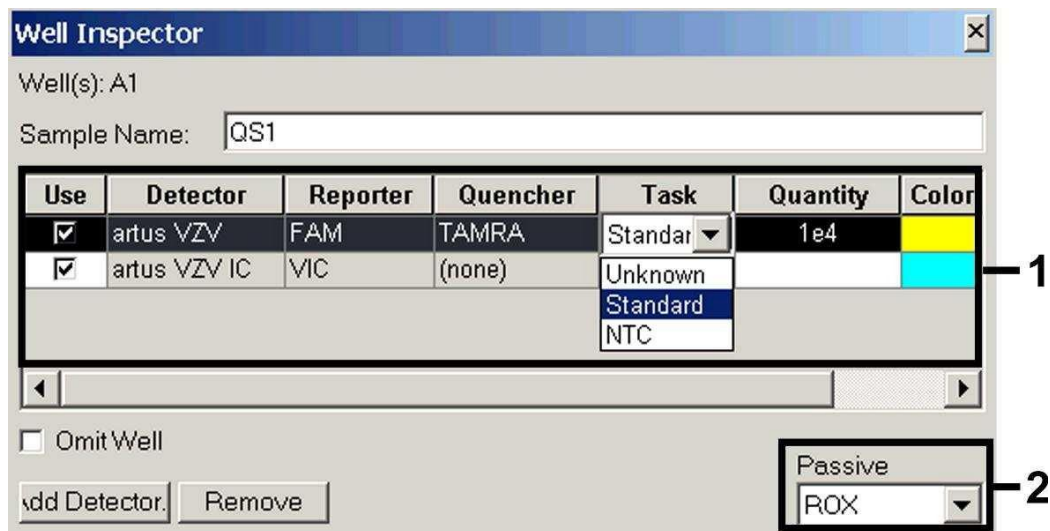 Well Inspector
Well(s): A1
Sample Name: QS1
Use Detector Reporter Quencher Task Quantity Color
artus VZV FAM TAMRA Standar 1e4
artus VZV IC VIC (none)
Unknown
Standard
NTC
1
Omit Well
Passive
dd Detector. Remove
ROX
2